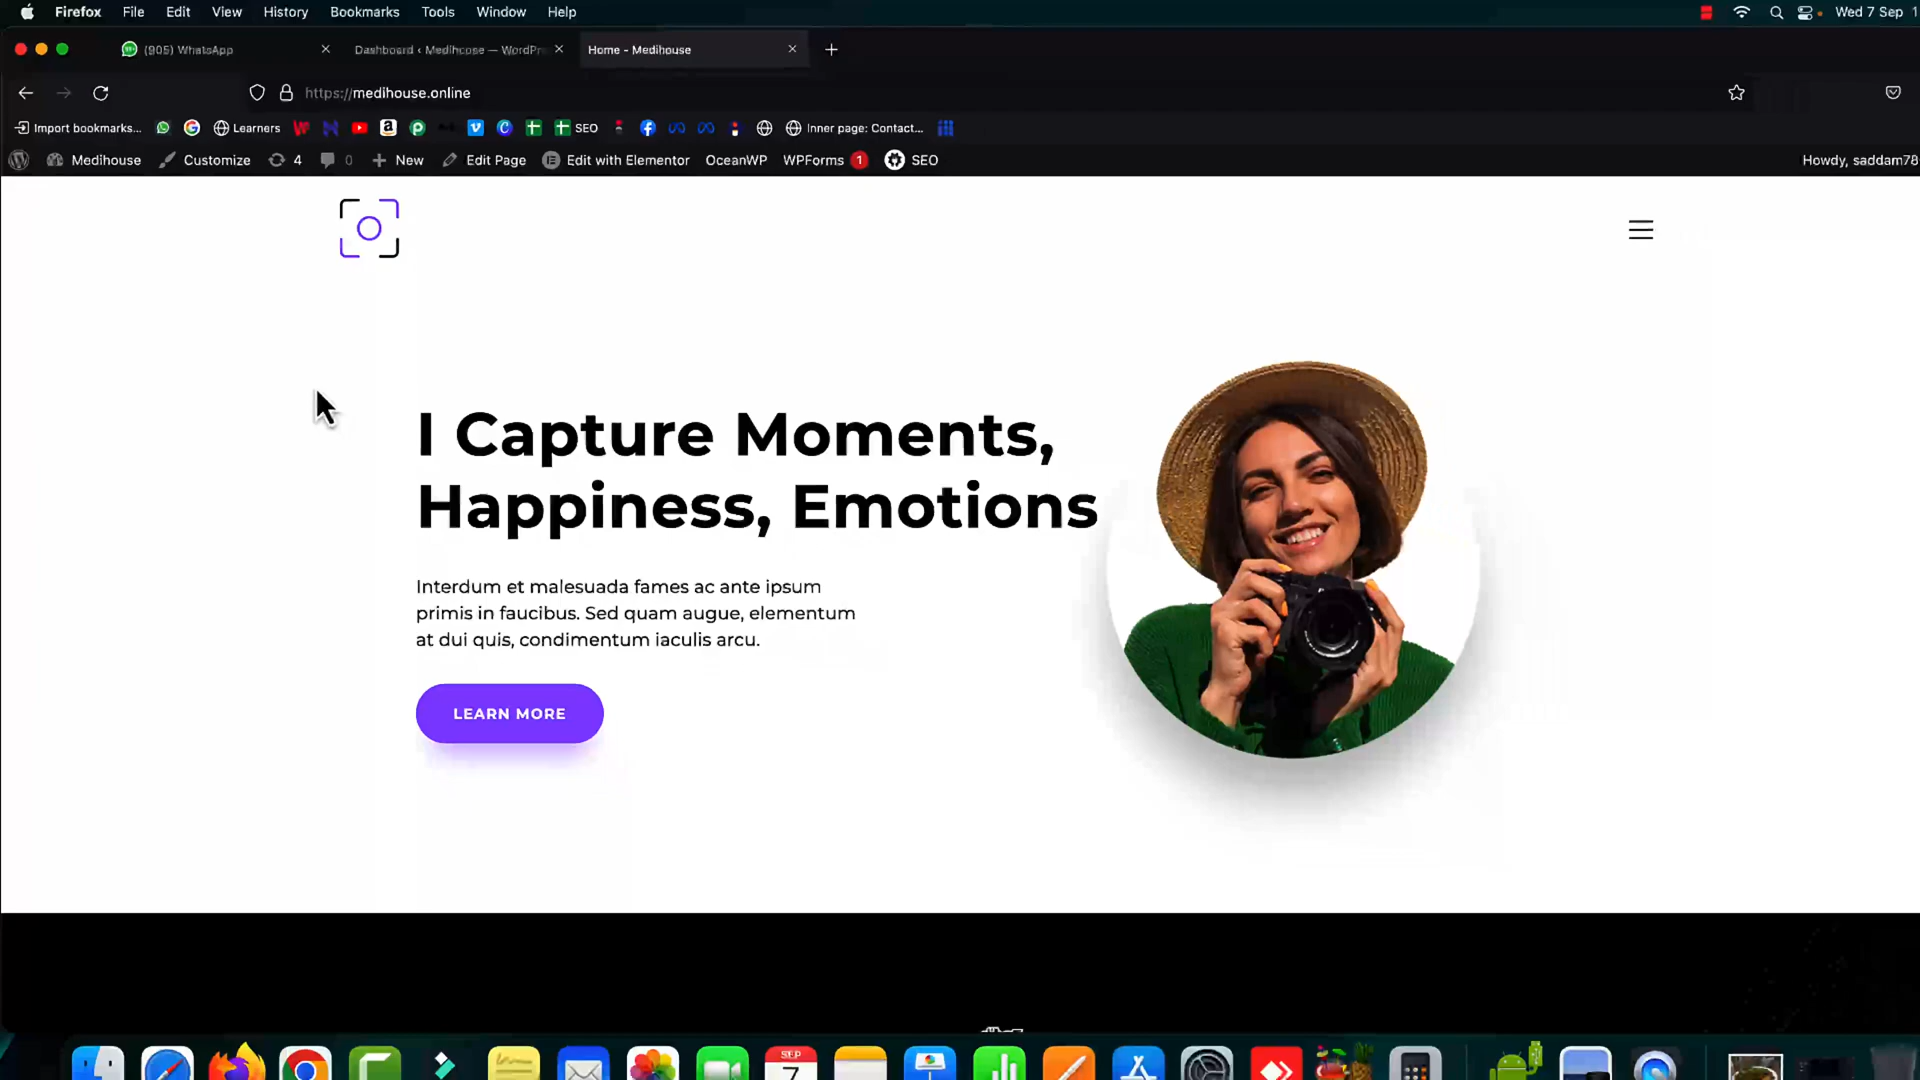 Firefox File Edit View History Bookmarks Tools Window Help Wed 7 Sep 1
(905) WhatsApp Dashboard ‹ Medihouse — WordPr Home - Medihouse
https://medihouse.online
Import bookmarks... Learners SEO Inner page: Contact...
Medihouse Customize 4 0 New Edit Page Edit with Elementor OceanWP WPForms 1 SEO Howdy, saddam78
I Capture Moments,
Happiness, Emotions
Interdum et malesuada fames ac ante ipsum
primis in faucibus. Sed quam augue, elementum
at dui quis, condimentum iaculis arcu.
LEARN MORE
SEP
7